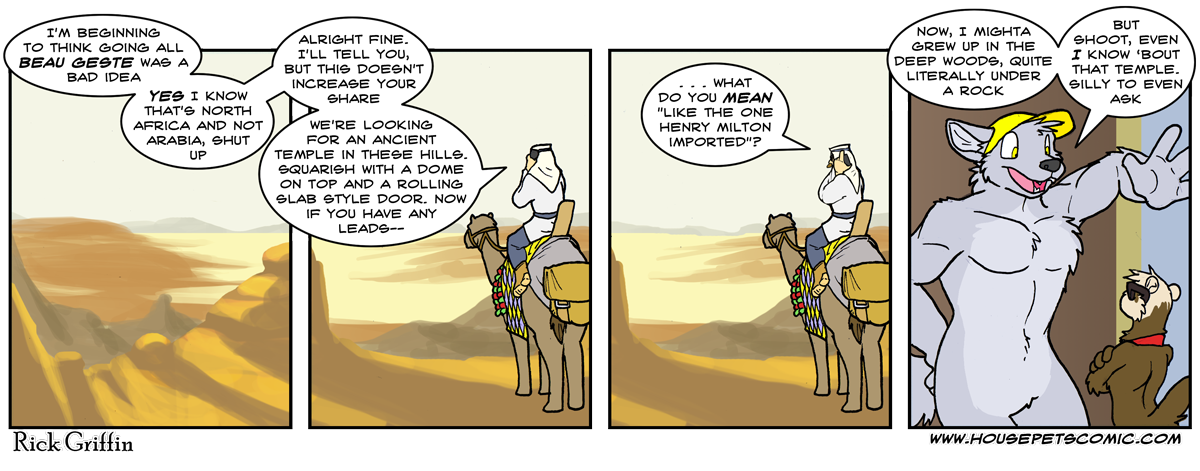 I'M BEGINNING
TO THINK GOING ALL
BEAU GESTE WAS A
BAD IDEA
YES I KNOW
THAT'S NORTH
AFRICA AND NOT
ARABIA, SHUT
UP
ALRIGHT FINE.
I'LL TELL YOU,
BUT THIS DOESN'T
INCREASE YOUR
SHARE
WE'RE LOOKING
FOR AN ANCIENT
TEMPLE IN THESE HILLS.
SQUARISH WITH A DOME
ON TOP AND A ROLLING
SLAB STYLE DOOR. NOW
IF YOU HAVE ANY
LEADS--
. . . WHAT
DO YOU MEAN
"LIKE THE ONE
HENRY MILTON
IMPORTED"?
NOW, I MIGHTA
GREW UP IN THE
DEEP WOODS, QUITE
LITERALLY UNDER
A ROCK
BUT
SHOOT, EVEN
I KNOW ‘BOUT
THAT TEMPLE.
SILLY TO EVEN
ASK
Rick Griffin
WWW.HOUSEPETSCOMIC.COM